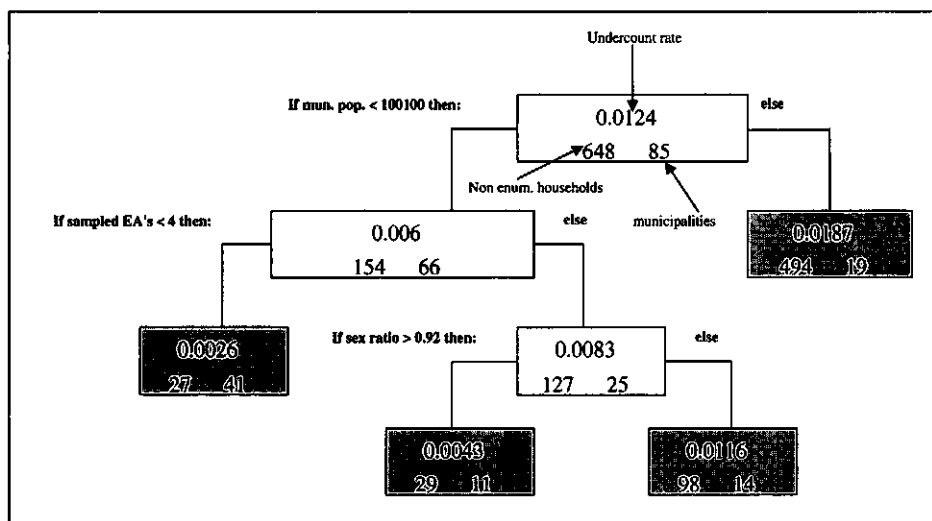 Undercount rate
If mun. pop. < 100100 then:
else
0.0124
648 85
Non enum. households
municipalities
If sampled EA's < 4 then:
else
0.006
154 66
0.0187
494 19
If sex ratio > 0.92 then:
else
0.0026
27 41
0.0083
127 25
0.0043
29 11
0.0116
98 14